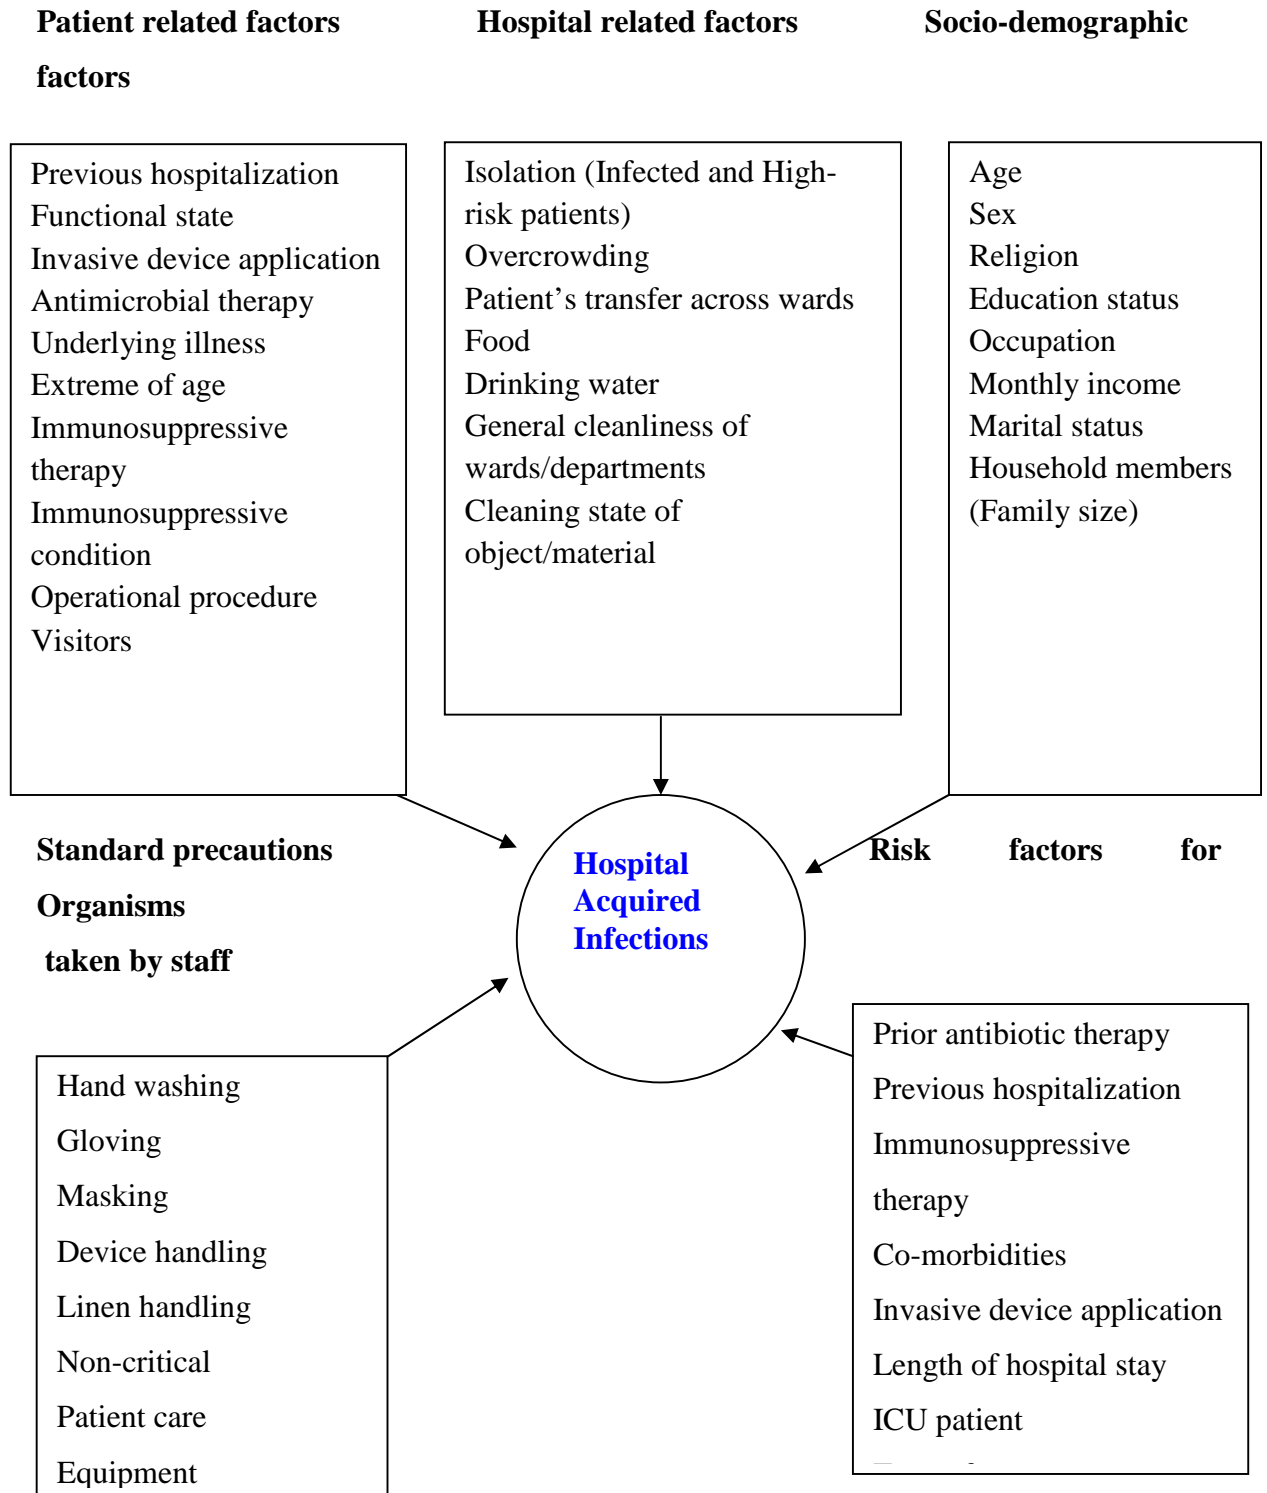 Patient related factors Hospital related factors Socio-demographic
factors
Previous hospitalization
Functional state
Invasive device application
Antimicrobial therapy
Underlying illness
Extreme of age
Immunosuppressive
therapy
Immunosuppressive
condition
Operational procedure
Visitors
Isolation (Infected and High-
risk patients)
Overcrowding
Patient’s transfer across wards
Food
Drinking water
General cleanliness of
wards/departments
Cleaning state of
object/material
Age
Sex
Religion
Education status
Occupation
Monthly income
Marital status
Household members
(Family size)
Hospital
Acquired
Infections
Standard precautions Risk factors for
Organisms
taken by staff
Hand washing
Gloving
Masking
Device handling
Linen handling
Non-critical
Patient care
Equipment
Prior antibiotic therapy
Previous hospitalization
Immunosuppressive
therapy
Co-morbidities
Invasive device application
Length of hospital stay
ICU patient